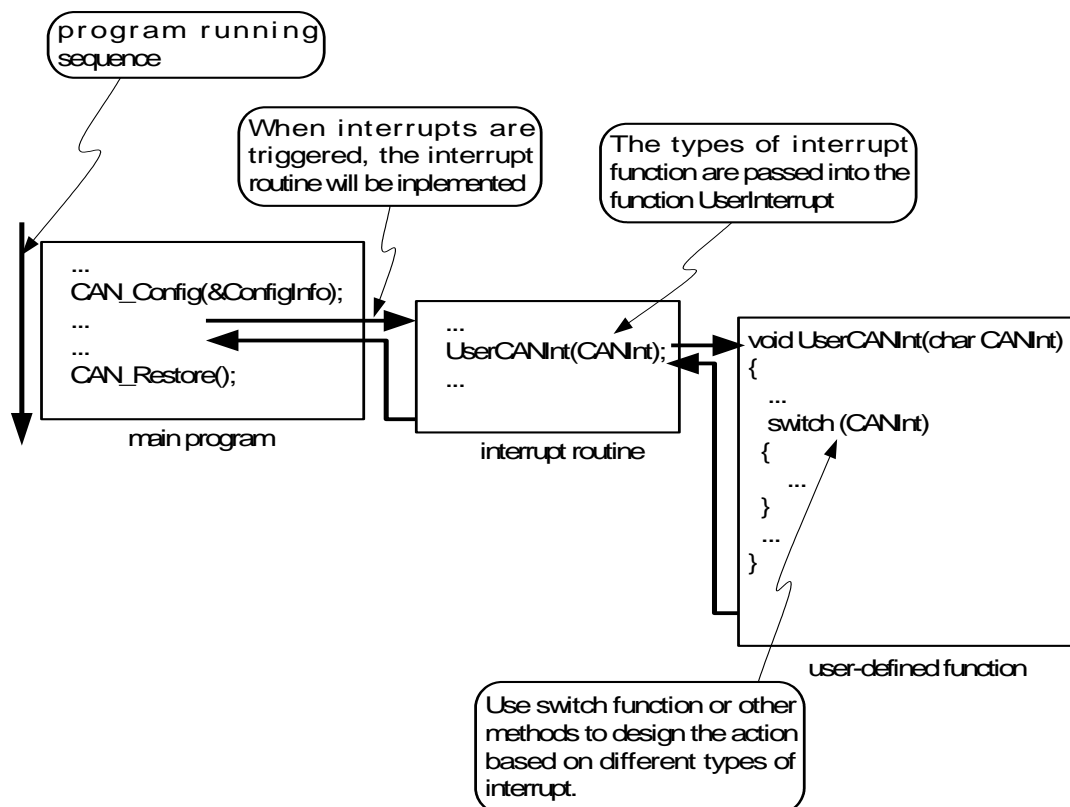 program running
sequence
When interrupts are
triggered, the interrupt
routine will be inplemented
The types of interrupt
function are passed into the
function UserInterrupt
...
CAN_Config(&ConfigInfo);
...
...
CAN_Restore();
main program
...
UserCANInt(CANInt);
...
interrupt routine
void UserCANInt(char CANInt)
{
...
switch (CANInt)
{
...
}
...
}
user-defined function
Use switch function or other
methods to design the action
based on different types of
interrupt.